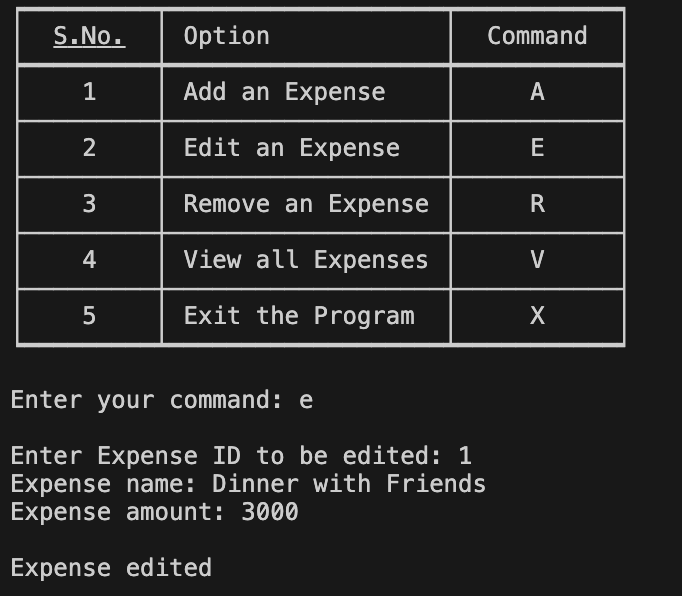 S.No. Option Command
1 Add an Expense A
2 Edit an Expense E
3 Remove an Expense R
4 View all Expenses V
5 Exit the Program X
Enter your command: e
Enter Expense ID to be edited: 1
Expense name: Dinner with Friends
Expense amount: 3000
Expense edited